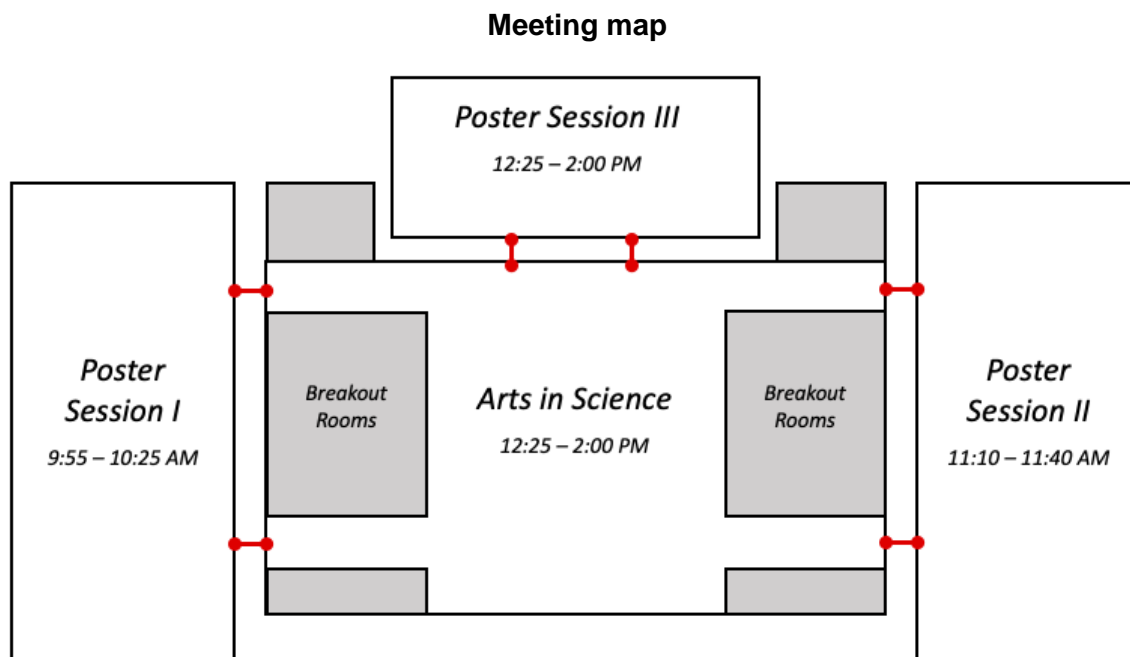 Meeting map
Poster Session III
12:25 – 2:00 PM
Poster
Session I
9:55 – 10:25 AM
Breakout
Rooms
Arts in Science
12:25 – 2:00 PM
Breakout
Rooms
Poster
Session II
11:10 – 11:40 AM